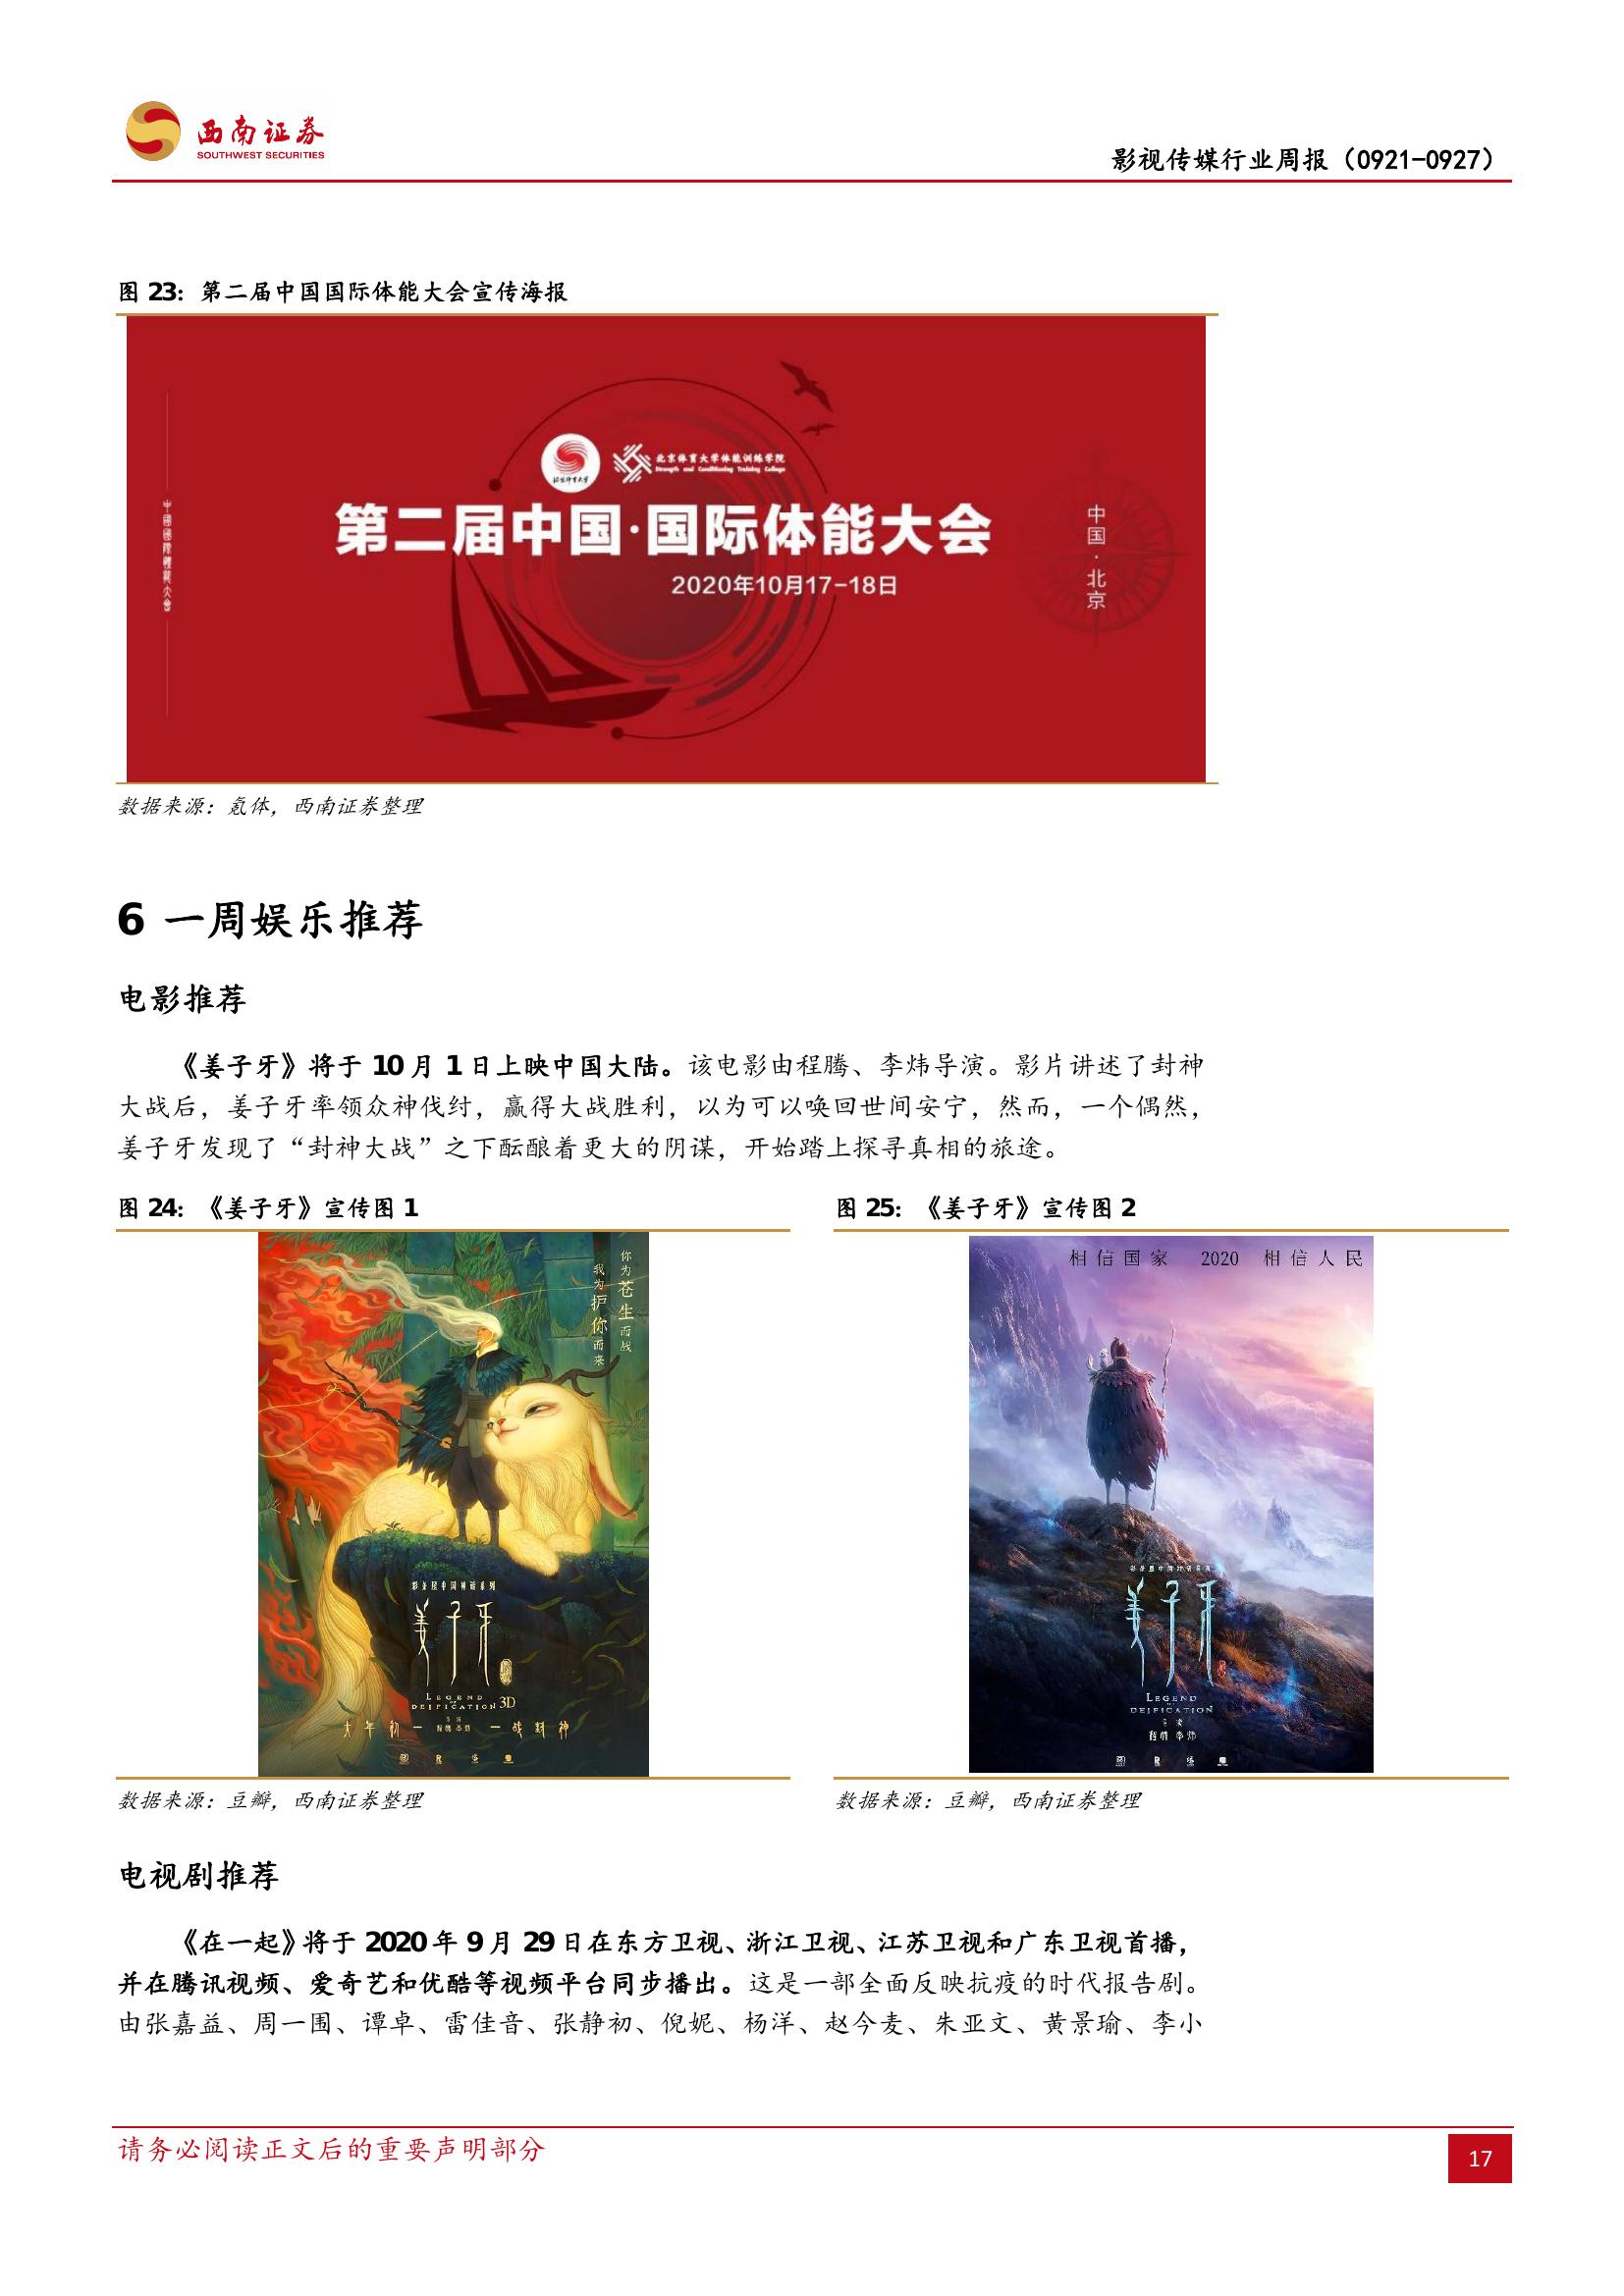 西南证券
SOUTHWEST SECURITIES
影视传媒行业周报（0921-0927）
图 23：第二届中国国际体能大会宣传海报
北京体育大学体能训练学院
Strength and Conditioning Training College
第二届中国·国际体能大会
2020年10月17-18日
中国·北京
数据来源：氪体，西南证券整理
6 一周娱乐推荐
电影推荐
《姜子牙》将于 10 月 1 日上映中国大陆。该电影由程腾、李炜导演。影片讲述了封神
大战后，姜子牙率领众神伐纣，赢得大战胜利，以为可以唤回世间安宁，然而，一个偶然，
姜子牙发现了“封神大战”之下酝酿着更大的阴谋，开始踏上探寻真相的旅途。
图 24：《姜子牙》宣传图 1
你为苍生而战
我为护你而来
姜子牙
LEGEND
DEIFICATION 3D
大年初一 一战封神
数据来源：豆瓣，西南证券整理
图 25：《姜子牙》宣传图 2
相信国家 2020 相信人民
姜子牙
LEGEND
DEIFICATION
导演
程腾 李炜
数据来源：豆瓣，西南证券整理
电视剧推荐
《在一起》将于 2020 年 9 月 29 日在东方卫视、浙江卫视、江苏卫视和广东卫视首播，
并在腾讯视频、爱奇艺和优酷等视频平台同步播出。这是一部全面反映抗疫的时代报告剧。
由张嘉益、周一围、谭卓、雷佳音、张静初、倪妮、杨洋、赵今麦、朱亚文、黄景瑜、李小
请务必阅读正文后的重要声明部分
17